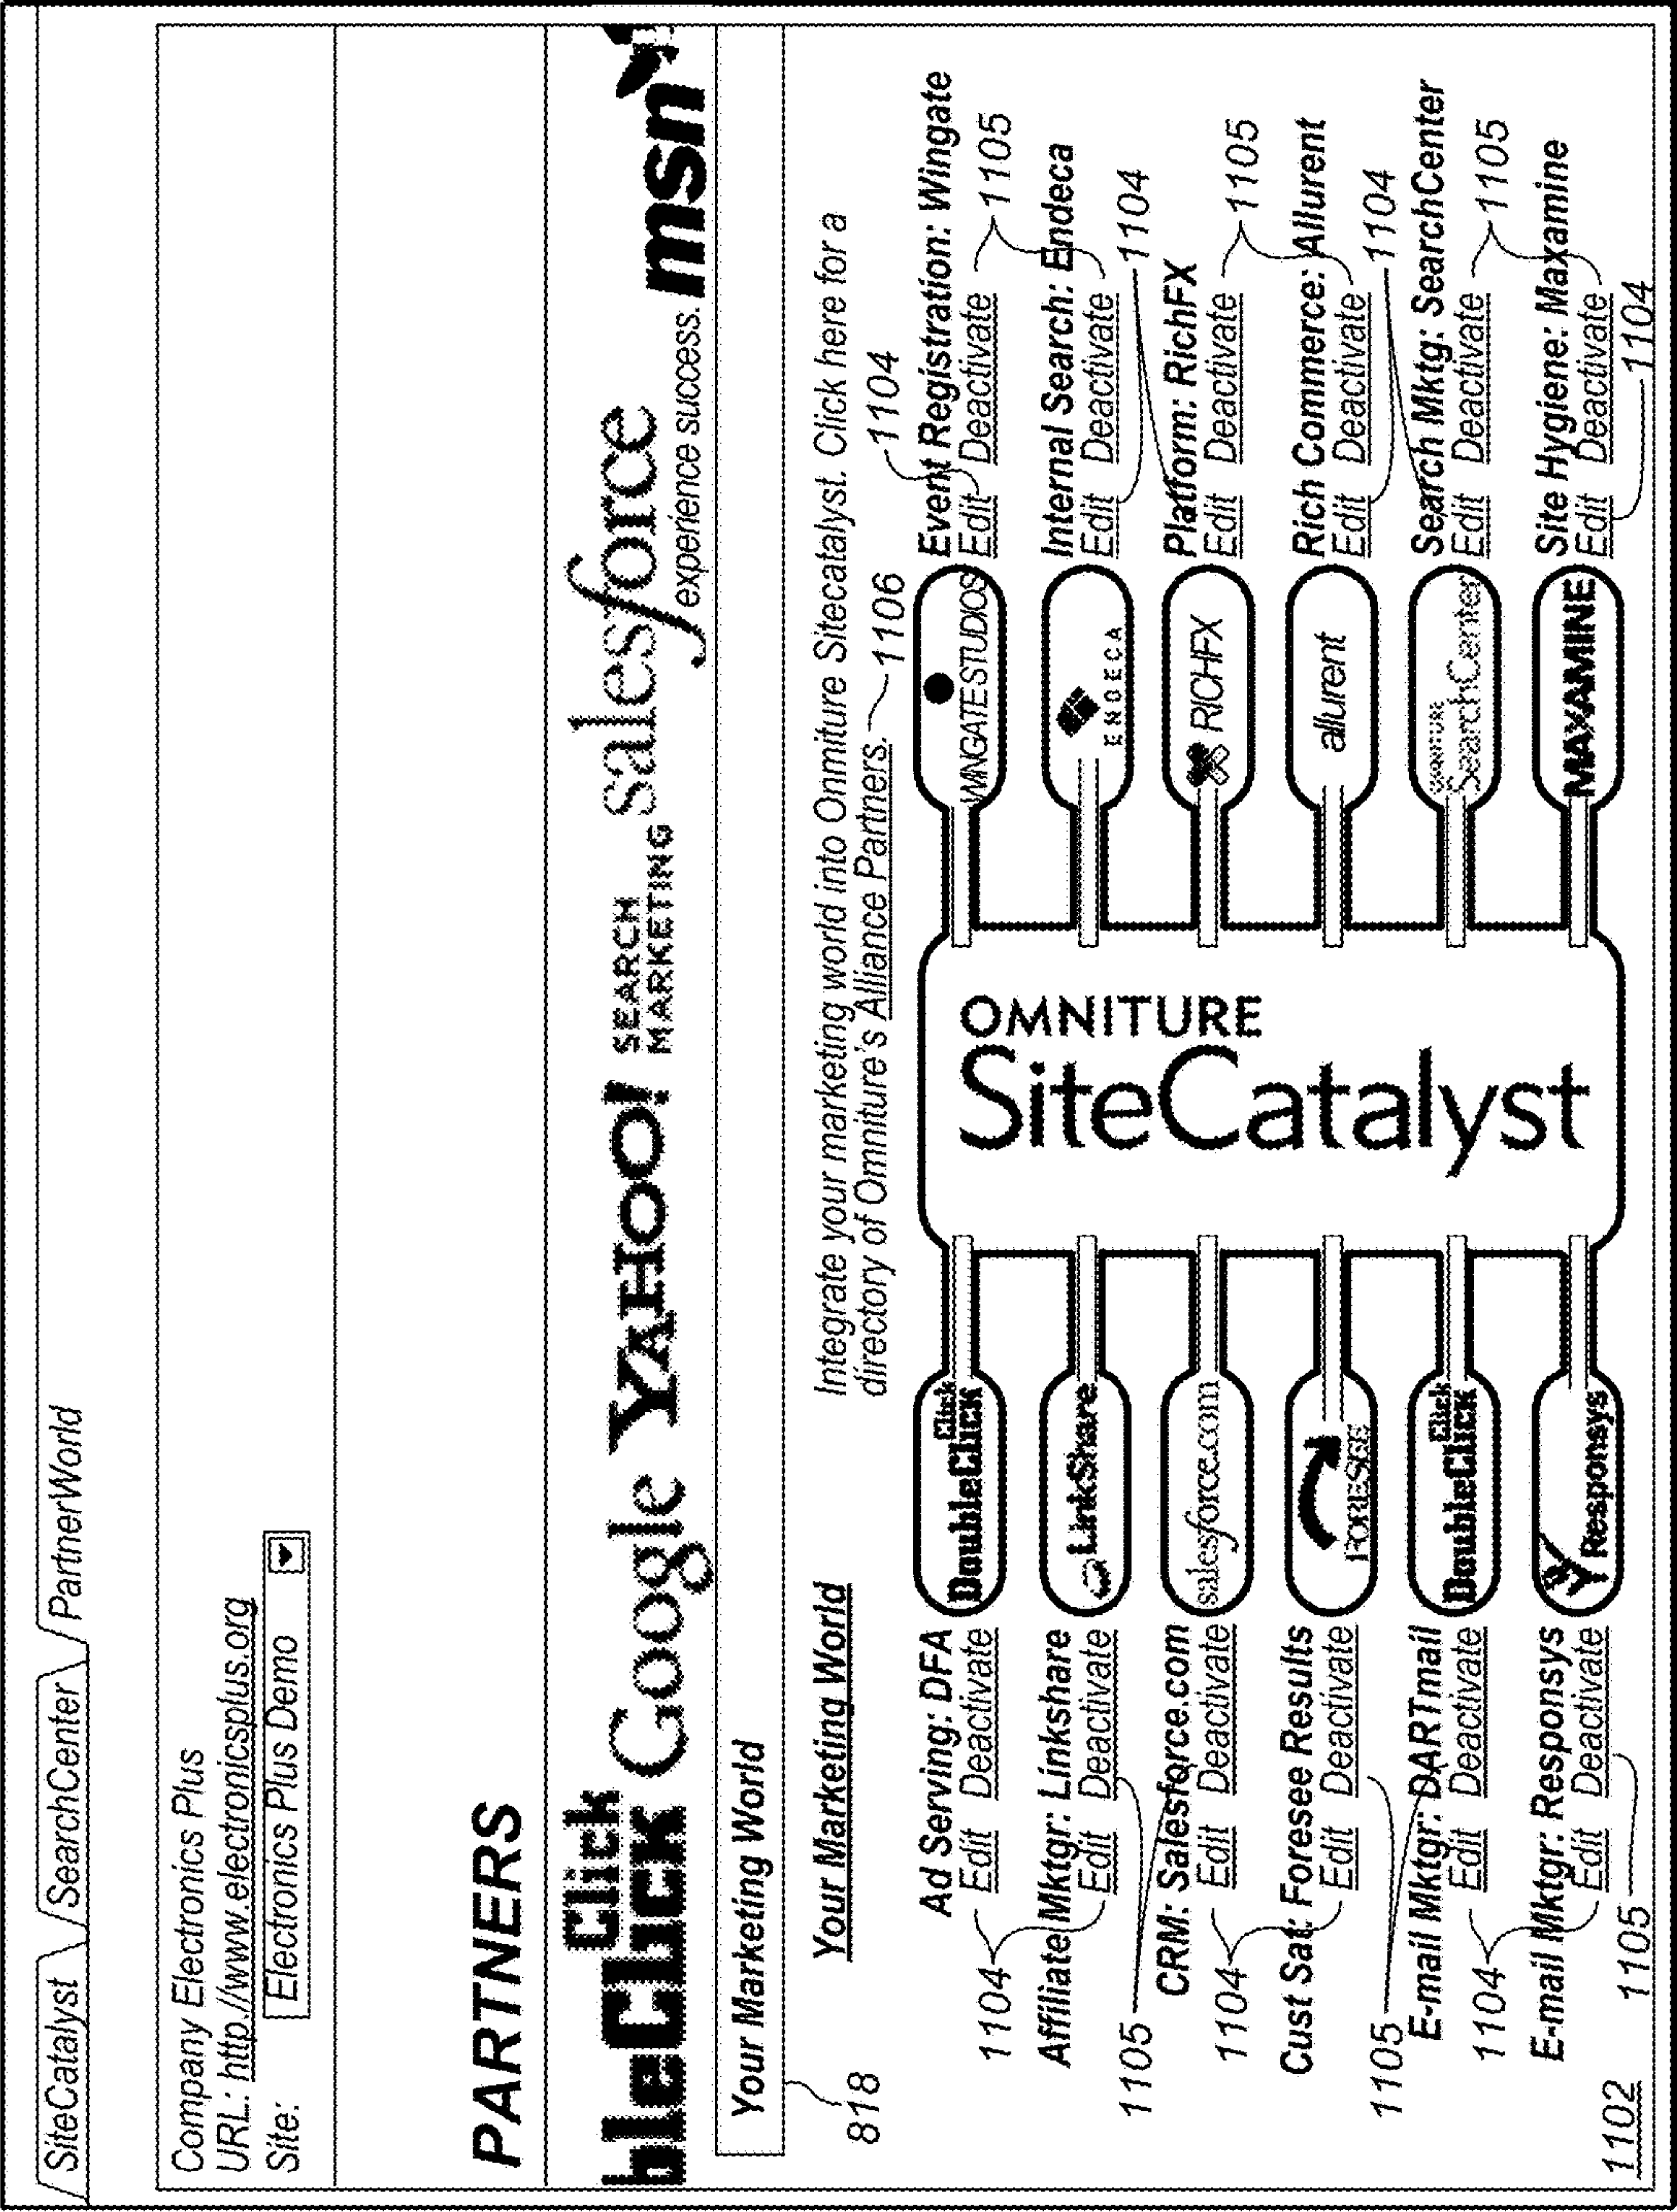 SiteCatalyst SearchCenter PartnerWorld
Company Electronics Plus
URL: http://www.electronicsplus.org
Site: Electronics Plus Demo
PARTNERS
bleClick Click Google YAHOO! SEARCH MARKETING salesforce experience success. msn
Your Marketing World
818
Your Marketing World
Integrate your marketing world into Onmiture Sitecatalyst. Click here for a
directory of Omniture's Alliance Partners. 1106
1104
Ad Serving: DFA
Edit Deactivate
DoubleClick Click
WINGATESTUDIOS
Event Registration: Wingate
Edit Deactivate
1104
1105
Affiliate Mktgr: Linkshare
Edit Deactivate
LinkShare
ENDECA
Internal Search: Endeca
Edit Deactivate
1105
1104
CRM: Salesforce.com
Edit Deactivate
salesforce.com
RICHFX
Platform: RichFX
Edit Deactivate
1104
1105
Cust Sat: Foresee Results
Edit Deactivate
FORESEE
allurent
Rich Commerce: Allurent
Edit Deactivate
1105
1104
E-mail Mktgr: DARTmail
Edit Deactivate
DoubleClick Click
OMNITURE
SearchCenter
Search Mktg: SearchCenter
Edit Deactivate
1104
1105
E-mail Mktgr: Responsys
Edit Deactivate
Responsys
MAXAMINE
Site Hygiene: Maxamine
Edit Deactivate
1105
1104
OMNITURE
SiteCatalyst
1102